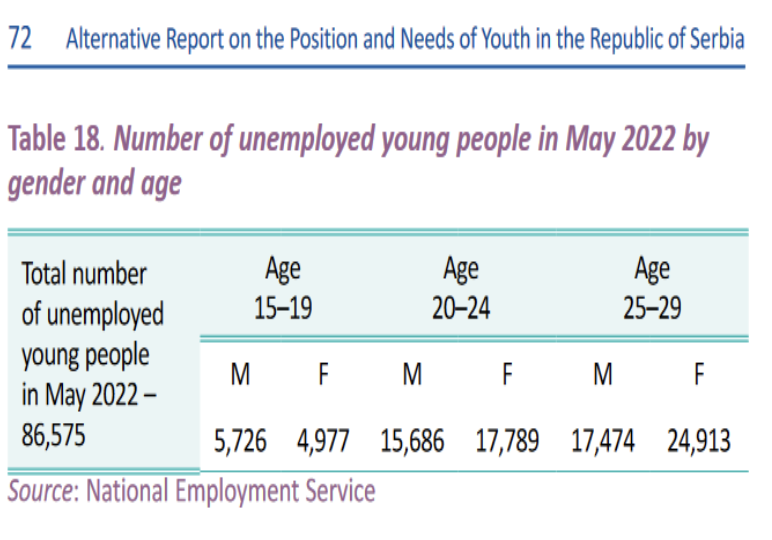 72 Alternative Report on the Position and Needs of Youth in the Republic of Serbia
Table 18. Number of unemployed young people in May 2022 by
gender and age
Total number
of unemployed
young people
in May 2022 –
86,575
Age Age Age
15–19 20–24 25–29
M F M F M F
5,726 4,977 15,686 17,789 17,474 24,913
Source: National Employment Service